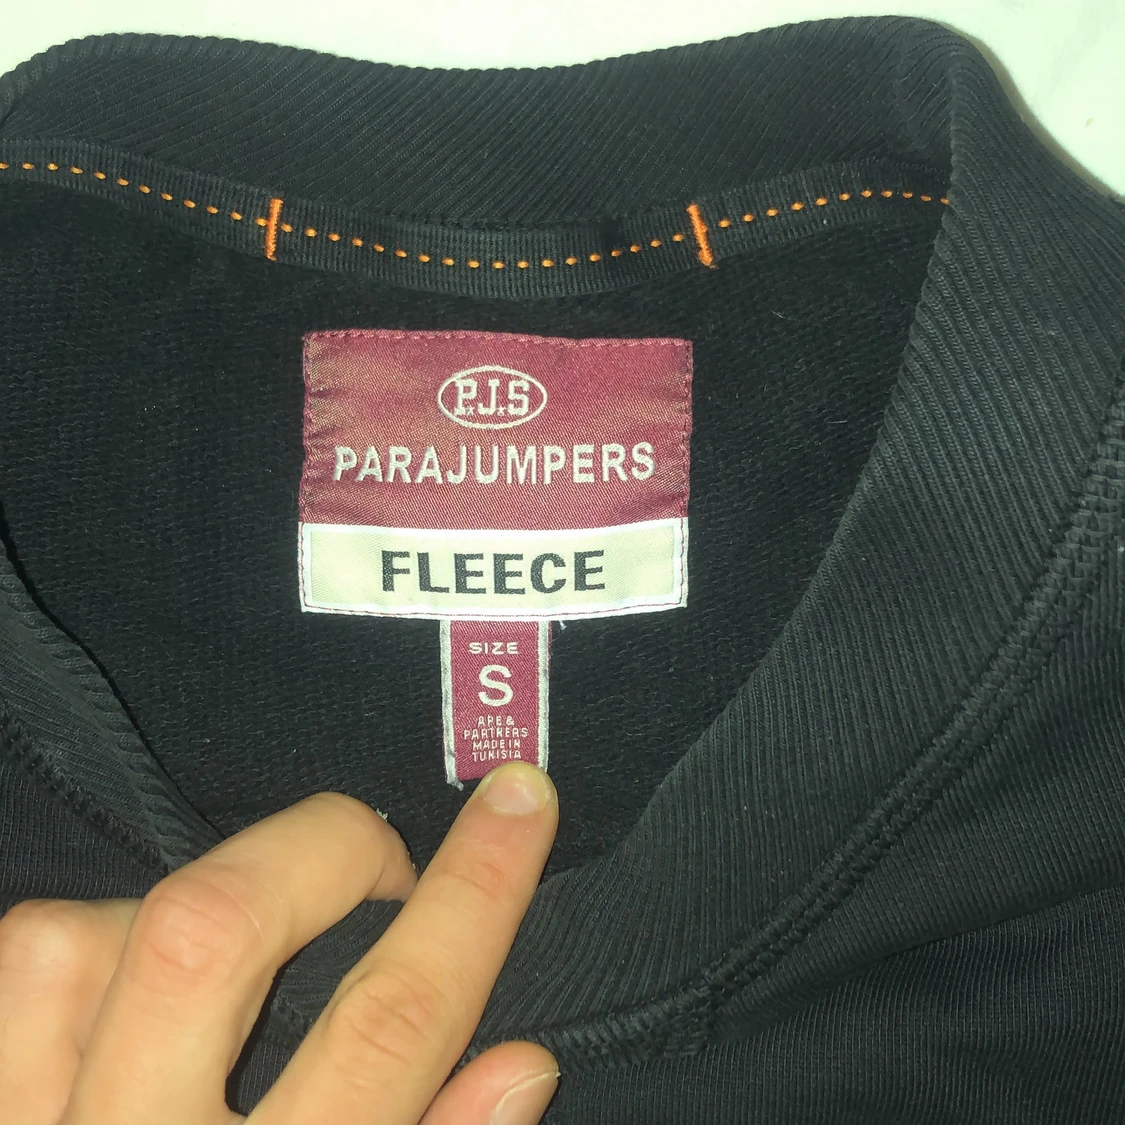 P.J.S
PARAJUMPERS
FLEECE
SIZE
S
APE &
PARTNERS
MADE IN
TUNISIA